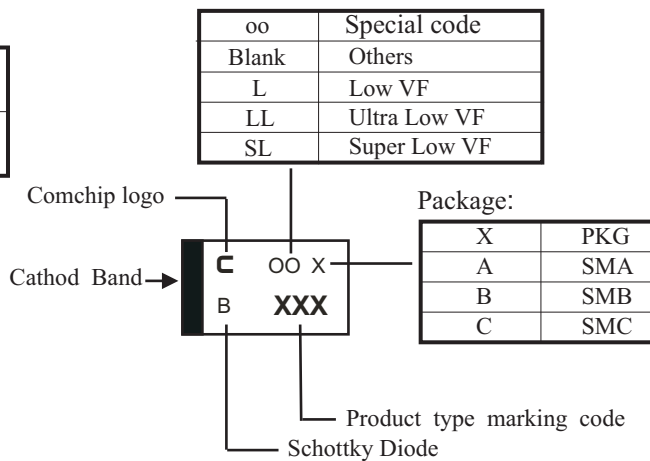 oo Special code
Blank Others
L Low VF
LL Ultra Low VF
SL Super Low VF
Comchip logo
Package:
X PKG
A SMA
B SMB
C SMC
Cathod Band
C OO X
B XXX
Product type marking code
Schottky Diode